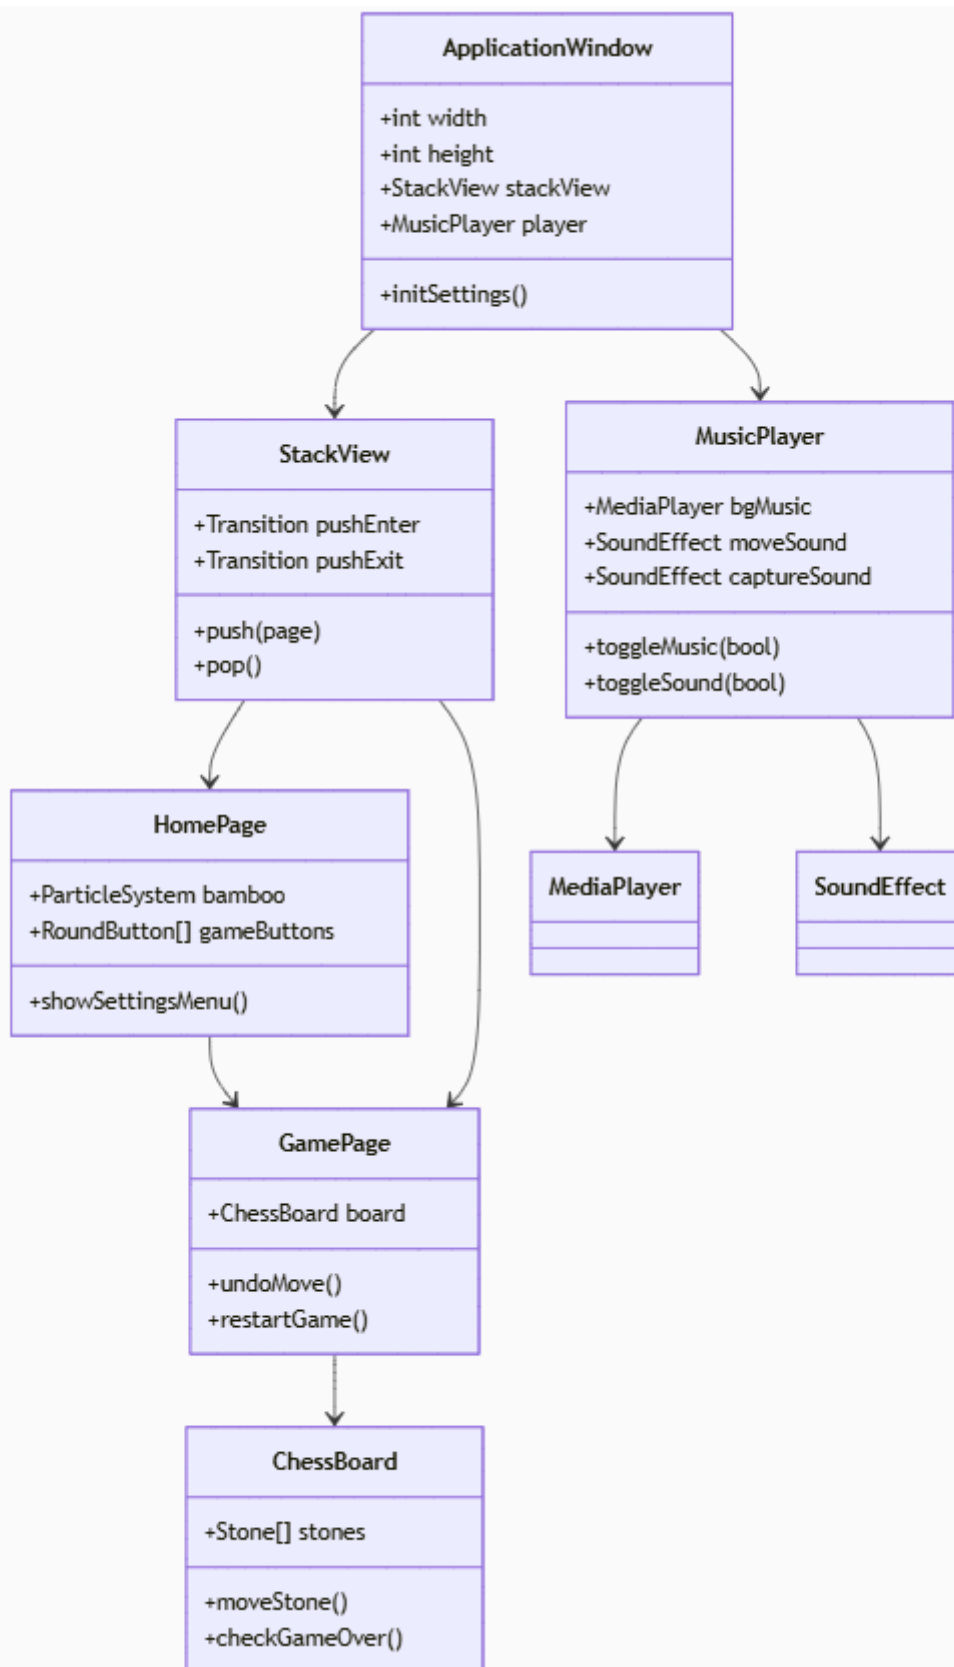 ApplicationWindow
+int width
+int height
+StackView stackView
+MusicPlayer player
+initSettings()
StackView
+Transition pushEnter
+Transition pushExit
+push(page)
+pop()
MusicPlayer
+MediaPlayer bgMusic
+SoundEffect moveSound
+SoundEffect captureSound
+toggleMusic(bool)
+toggleSound(bool)
HomePage
+ParticleSystem bamboo
+RoundButton[] gameButtons
+showSettingsMenu()
MediaPlayer
SoundEffect
GamePage
+ChessBoard board
+undoMove()
+restartGame()
ChessBoard
+Stone[] stones
+moveStone()
+checkGameOver()